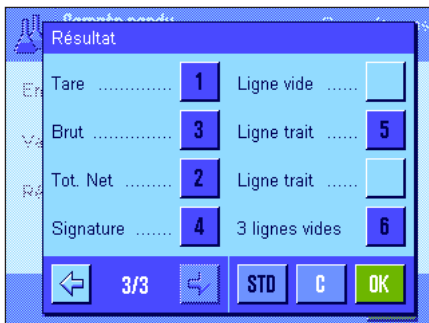 Résultat
Tare .............. 1 Ligne vide ......
Brut ............... 3 Ligne trait ...... 5
Tot. Net ......... 2 Ligne trait ......
Signature ....... 4 3 lignes vides 6
3/3 STD C OK